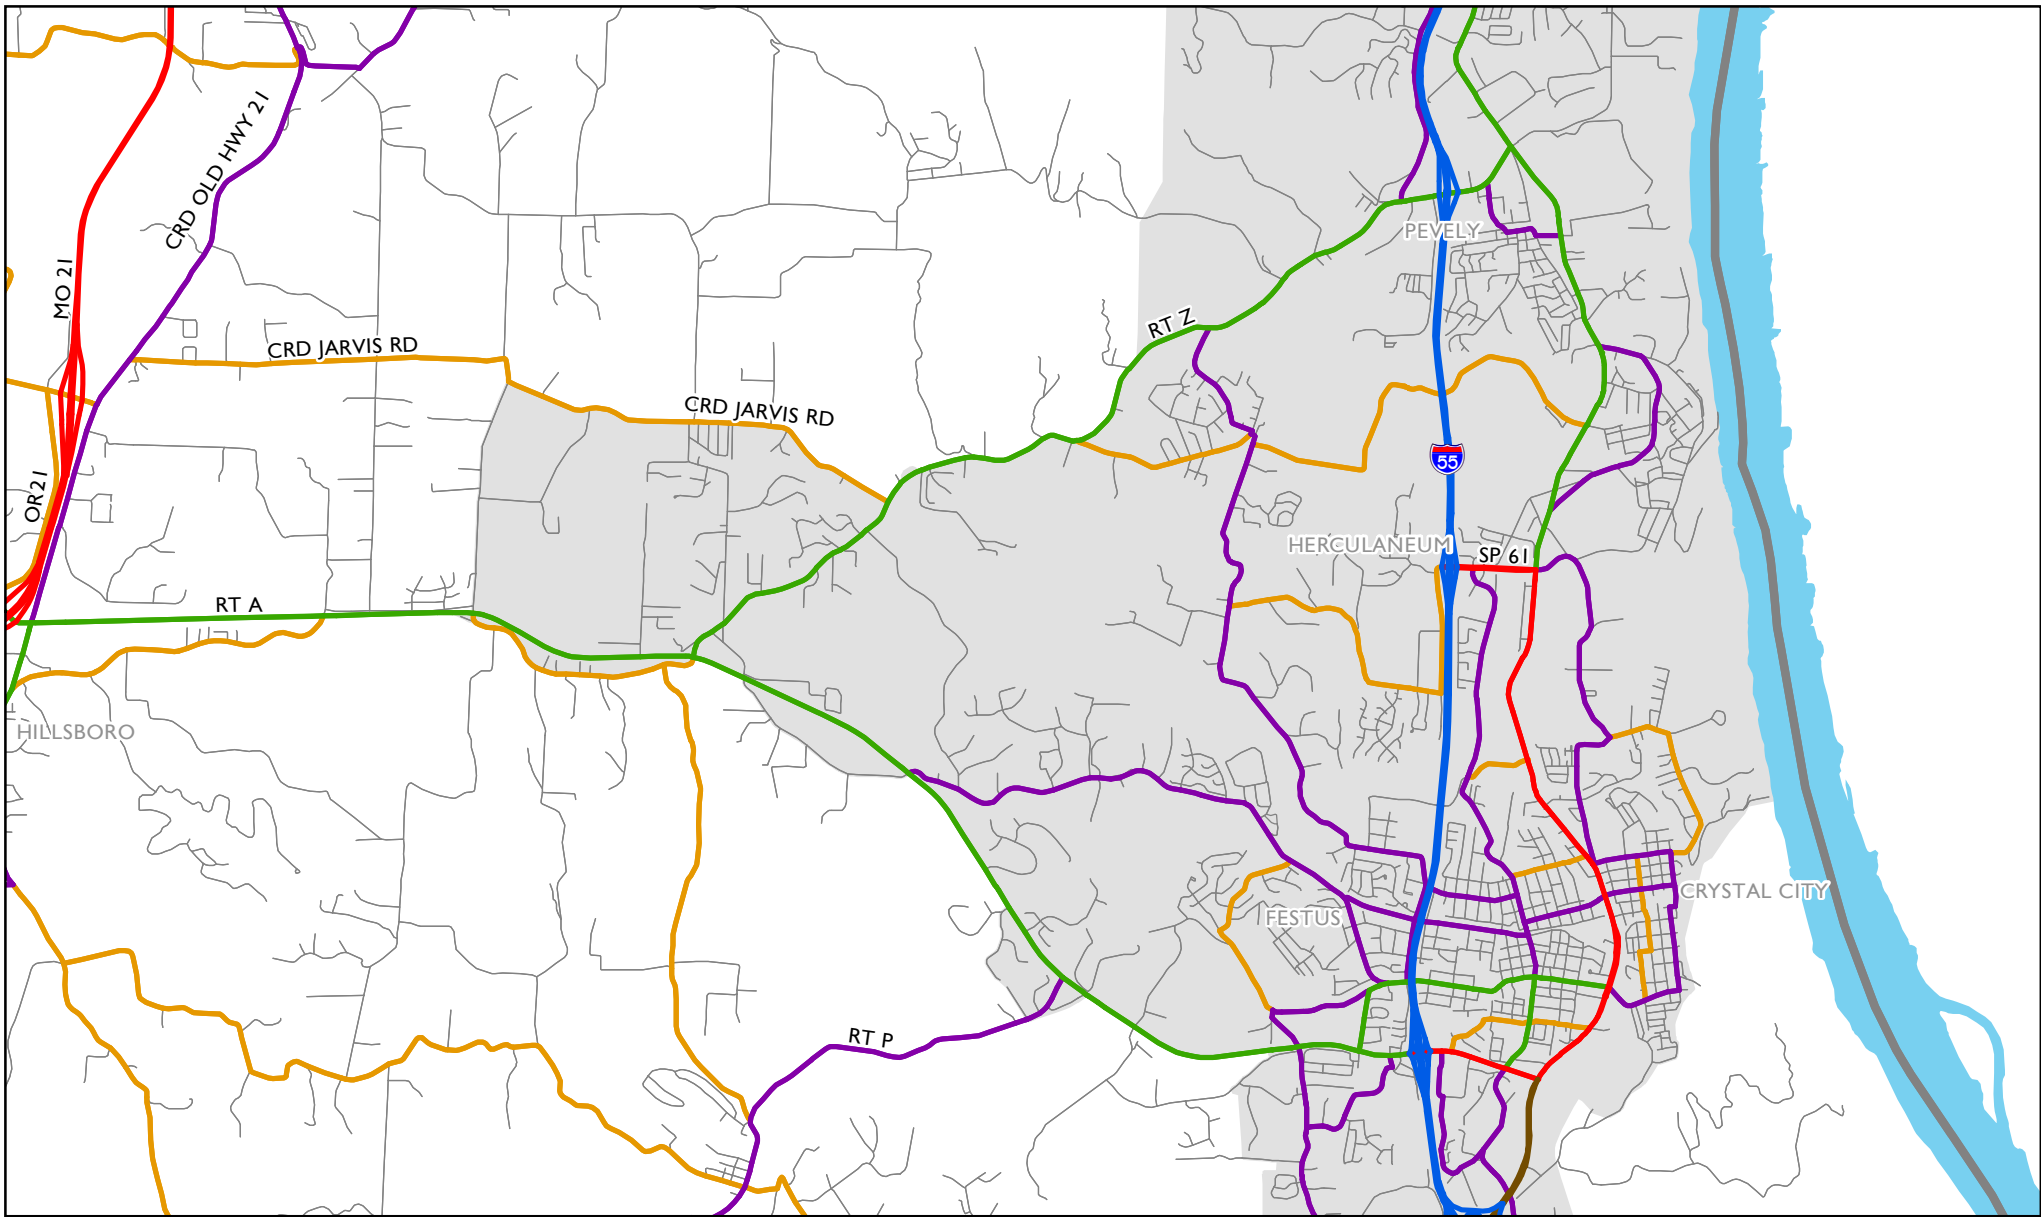 CRD OLD HWY 21
PEVELY
MO 21
RT Z
CRD JARVIS RD
CRD JARVIS RD
55
OR 21
HERCULANEUM
SP 61
RT A
HILLSBORO
CRYSTAL CITY
FESTUS
RT P